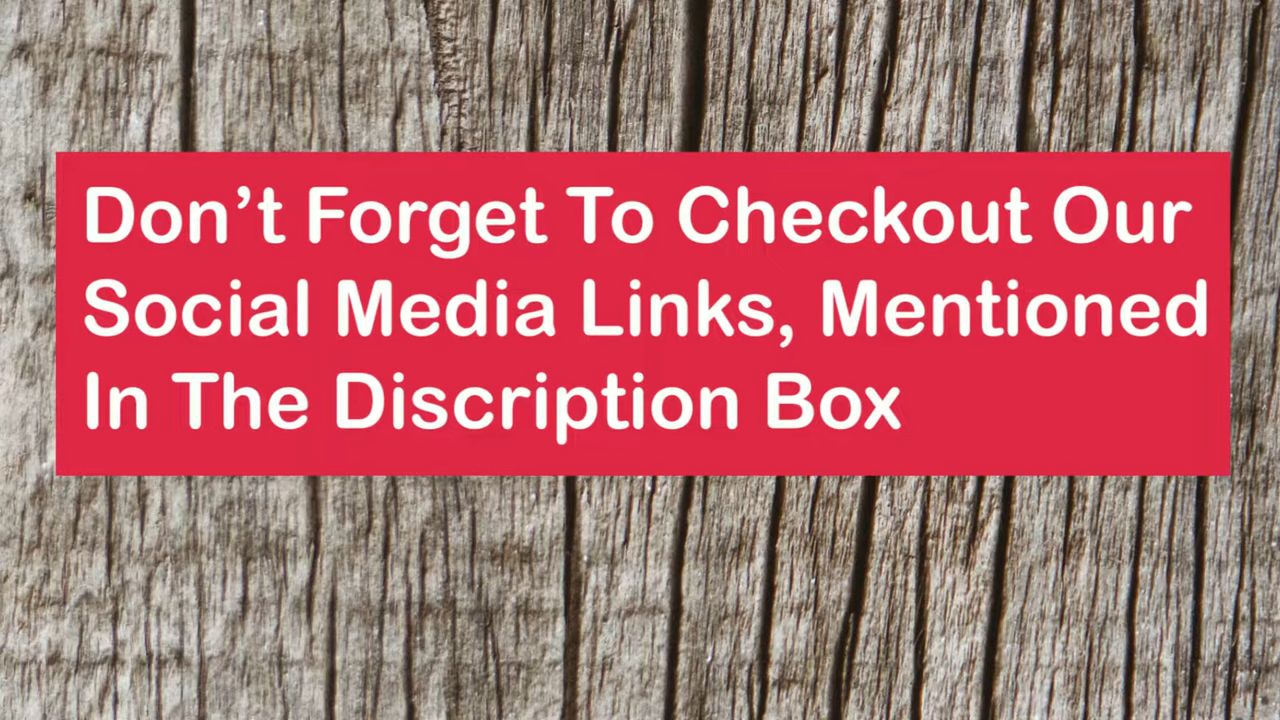 Don’t Forget To Checkout Our
Social Media Links, Mentioned
In The Discription Box